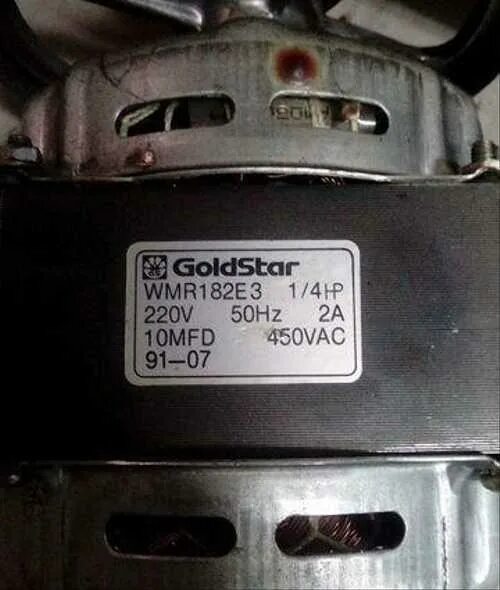 GoldStar
WMR182E3 1/4HP
220V 50Hz 2A
10MFD 450VAC
91-07